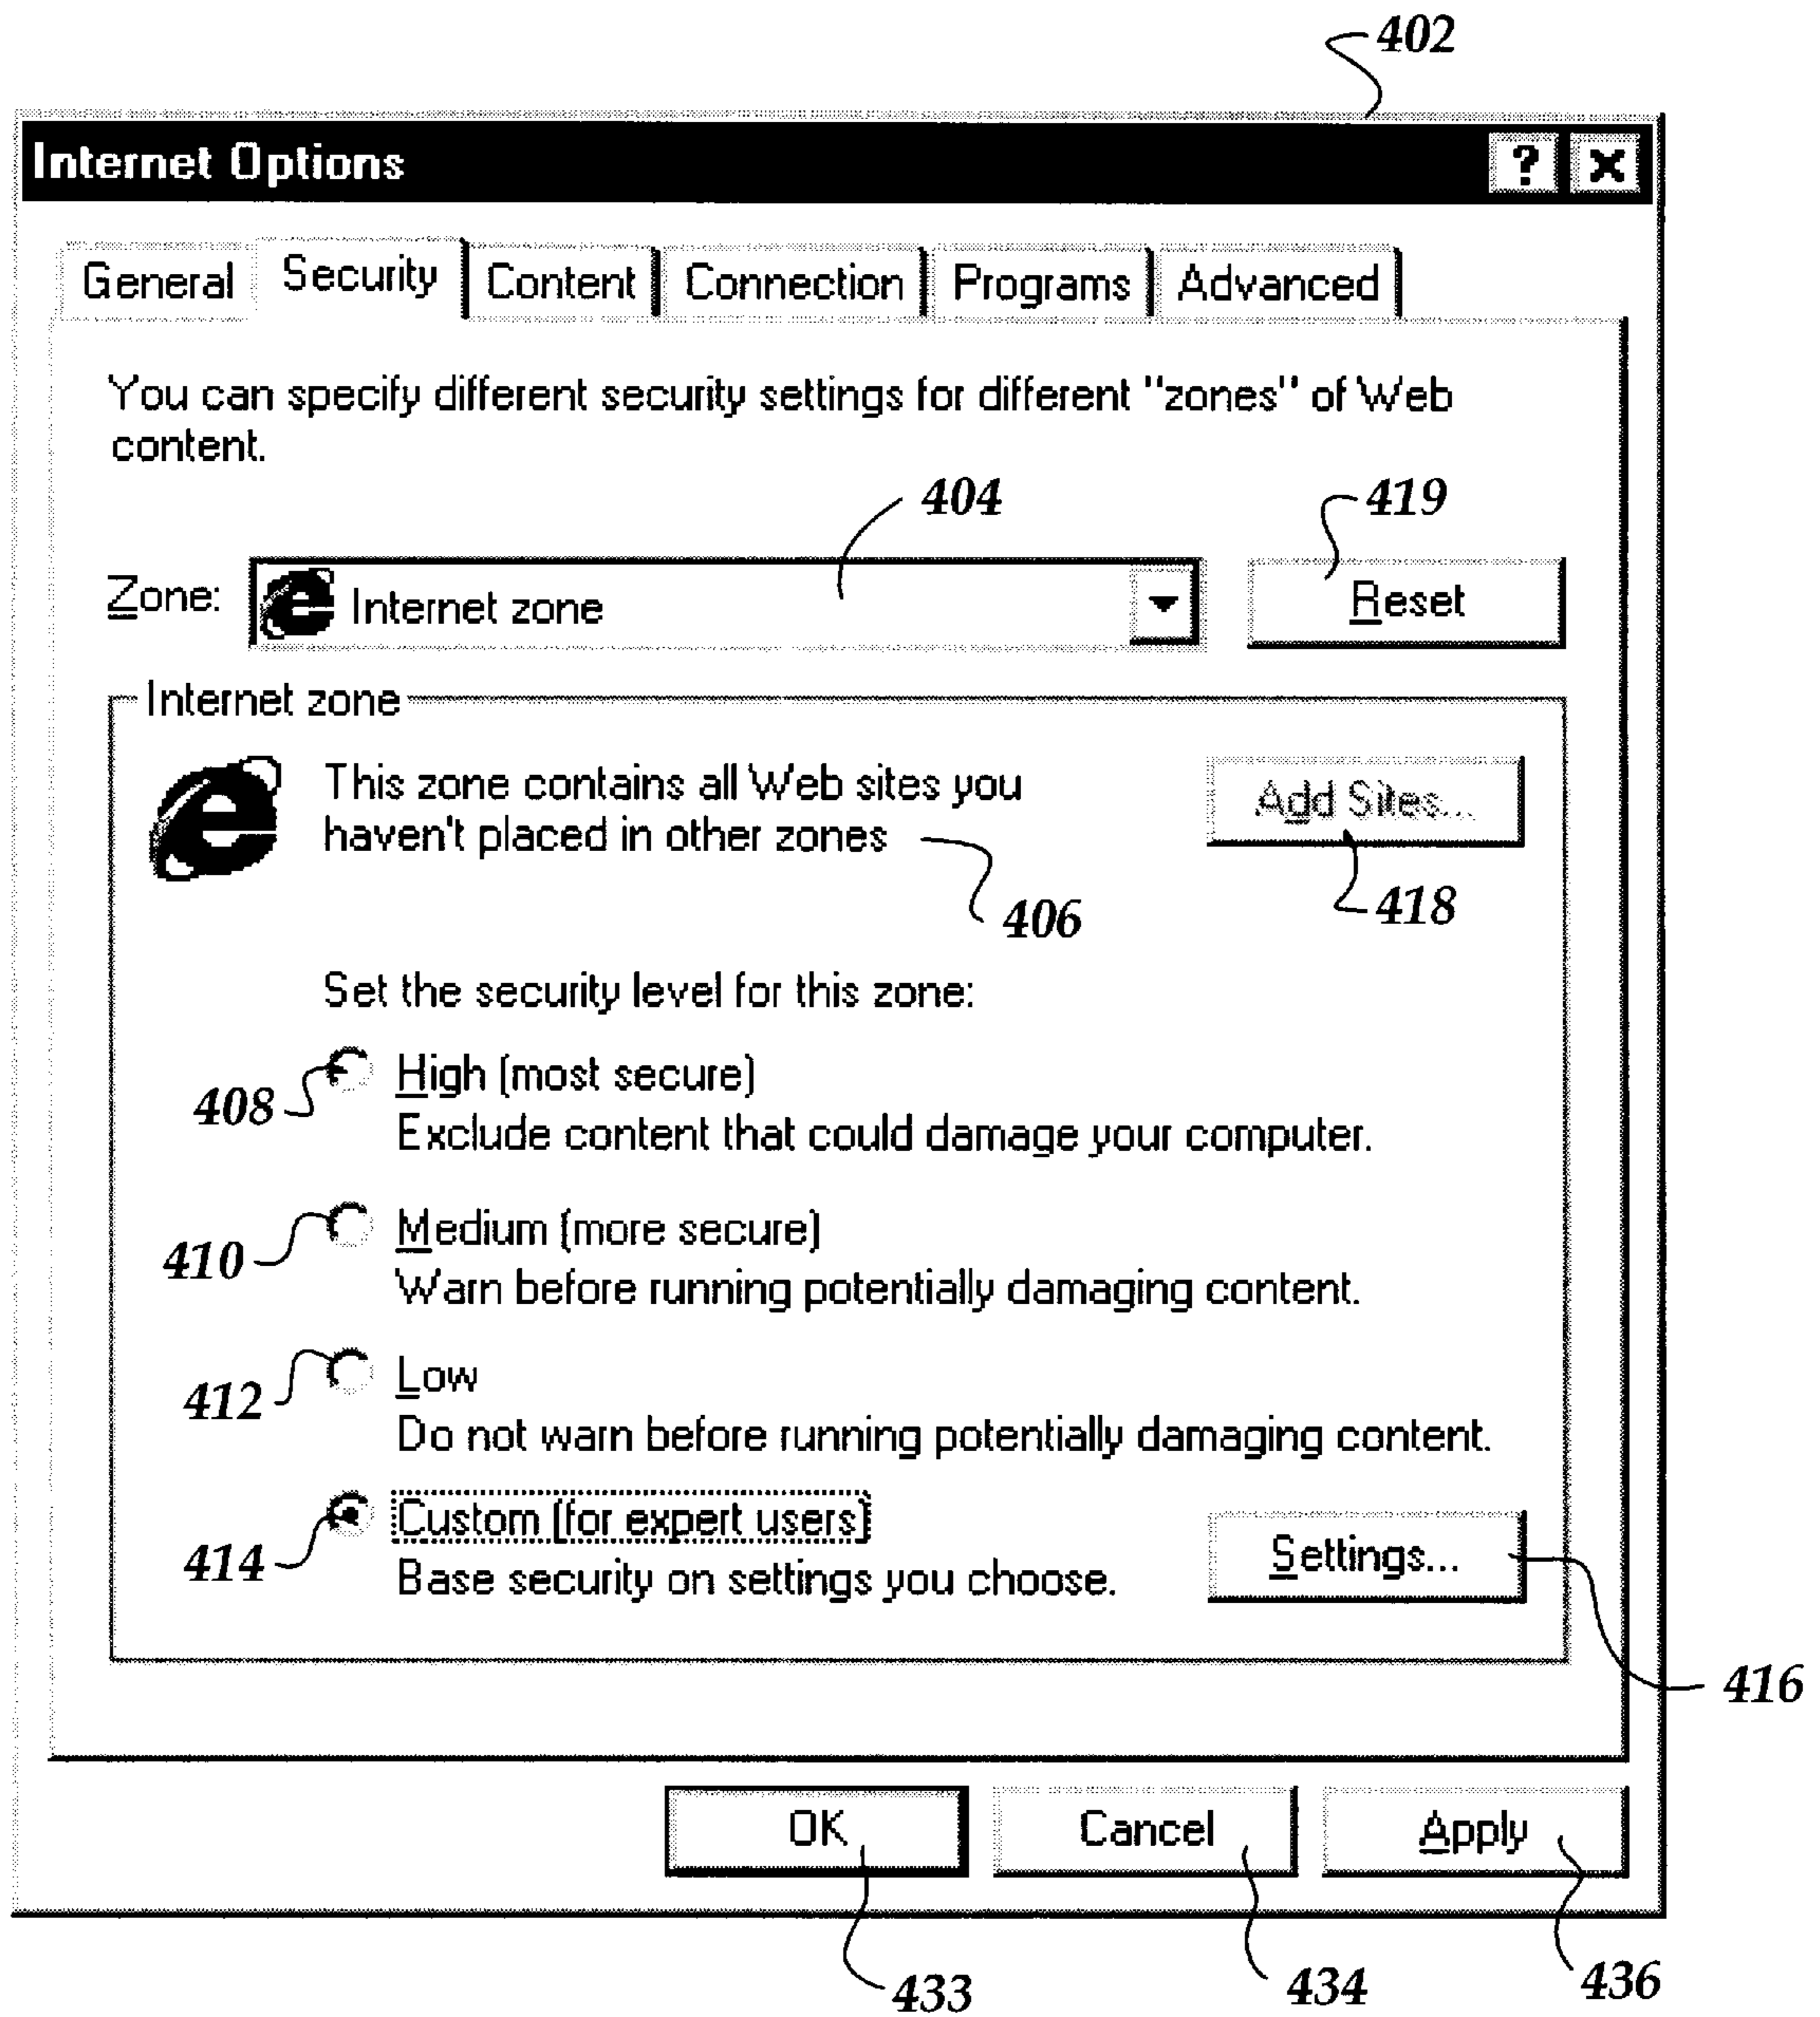 402
Internet Options ? x
General Security Content Connection Programs Advanced
You can specify different security settings for different "zones" of Web
content.
404
419
Zone: Internet zone Reset
Internet zone
This zone contains all Web sites you
haven't placed in other zones
Add Sites...
406
418
Set the security level for this zone:
408 High (most secure)
Exclude content that could damage your computer.
410 Medium (more secure)
Warn before running potentially damaging content.
412 Low
Do not warn before running potentially damaging content.
414 Custom (for expert users)
Base security on settings you choose.
Settings...
416
OK Cancel Apply
433 434 436